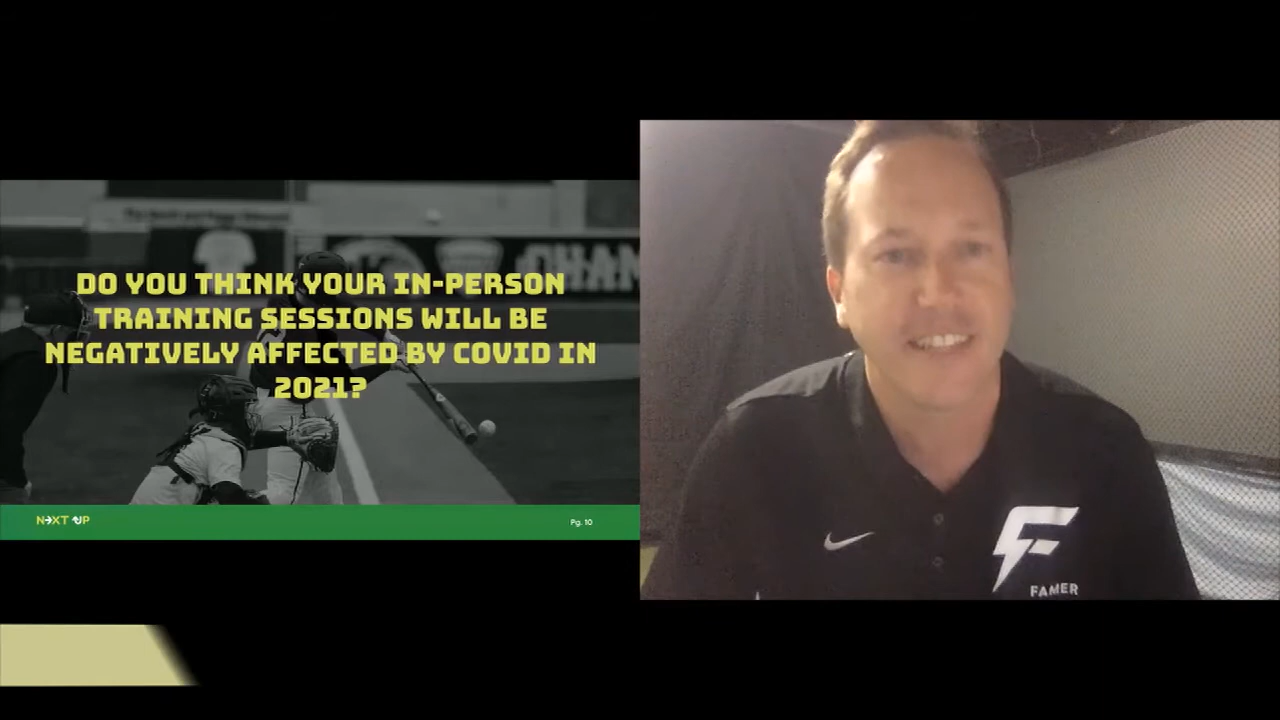 CHAM
DO YOU THINK YOUR IN-PERSON
TRAINING SESSIONS WILL BE
NEGATIVELY AFFECTED BY COVID IN
2021?
NEXT UP
Pg. 10
FAMER